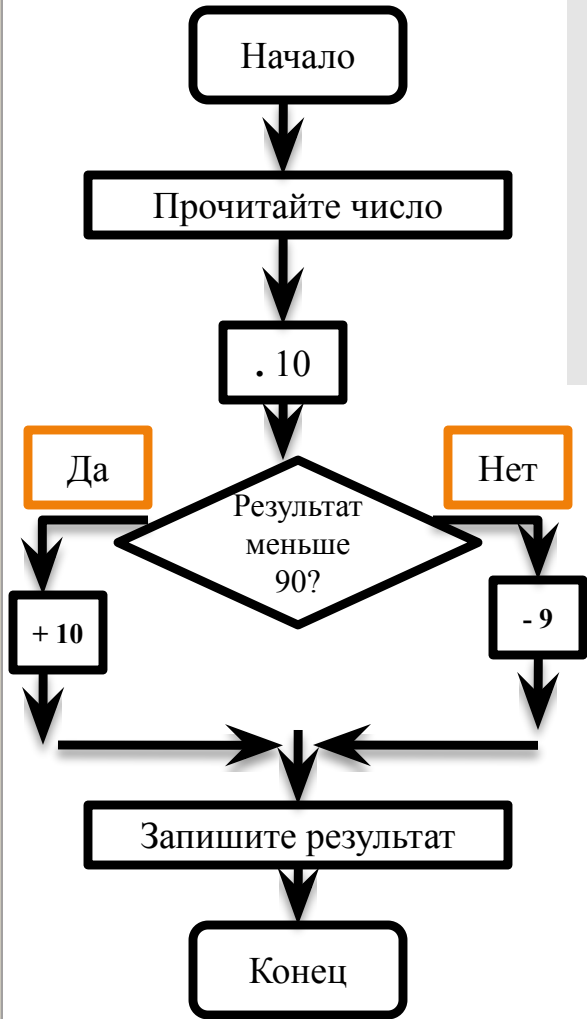 Начало
Прочитайте число
. 10
Да
Нет
Результат
меньше
90?
+ 10
- 9
Запишите результат
Конец